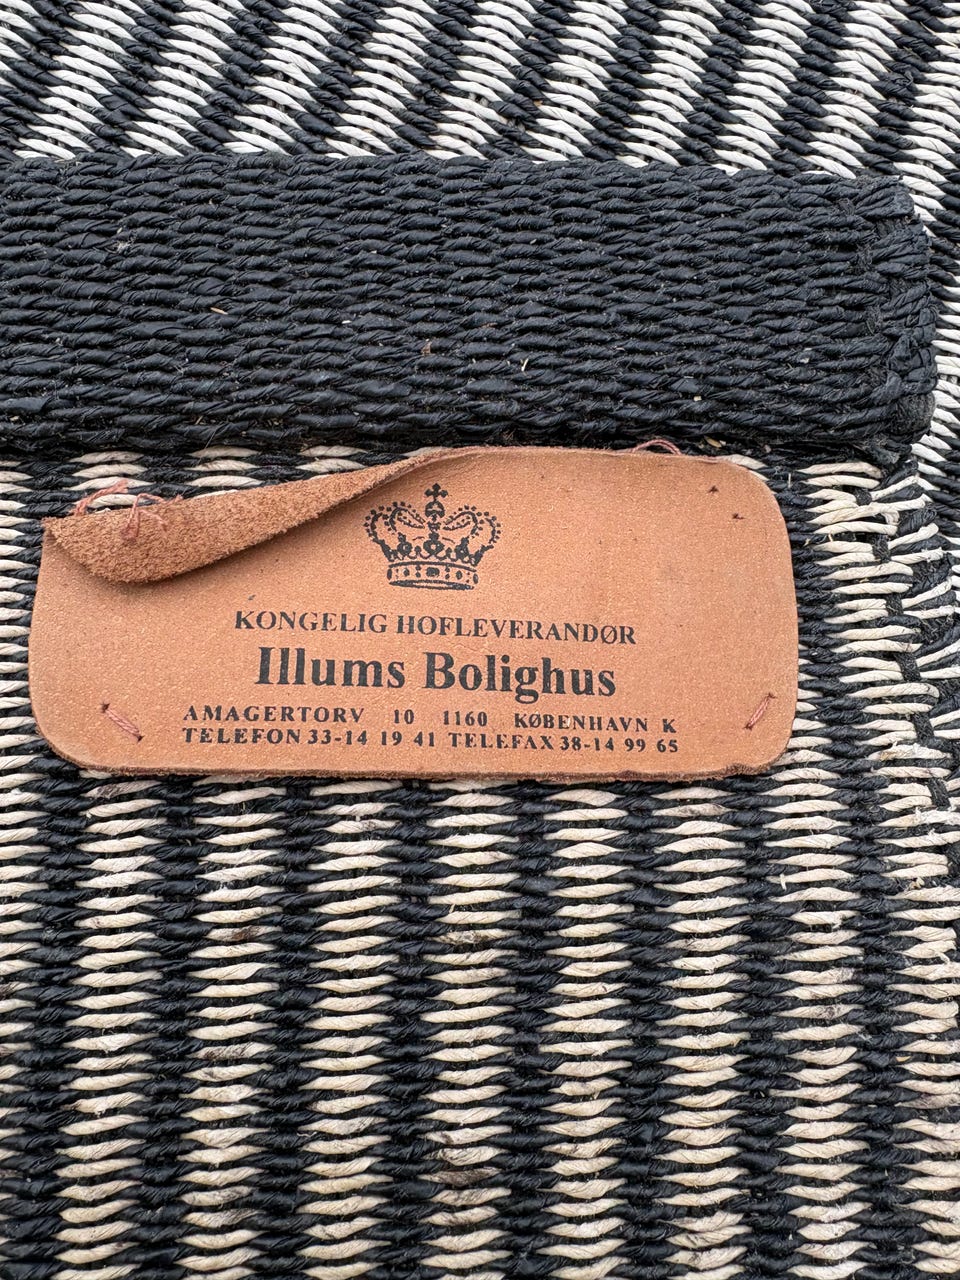 KONGELIG HOFLEVERANDØR
Illums Bolighus
AMAGERTORV 10 1160 KØBENHAVN K
TELEFON 33-14 19 41 TELEFAX 38-14 99 65